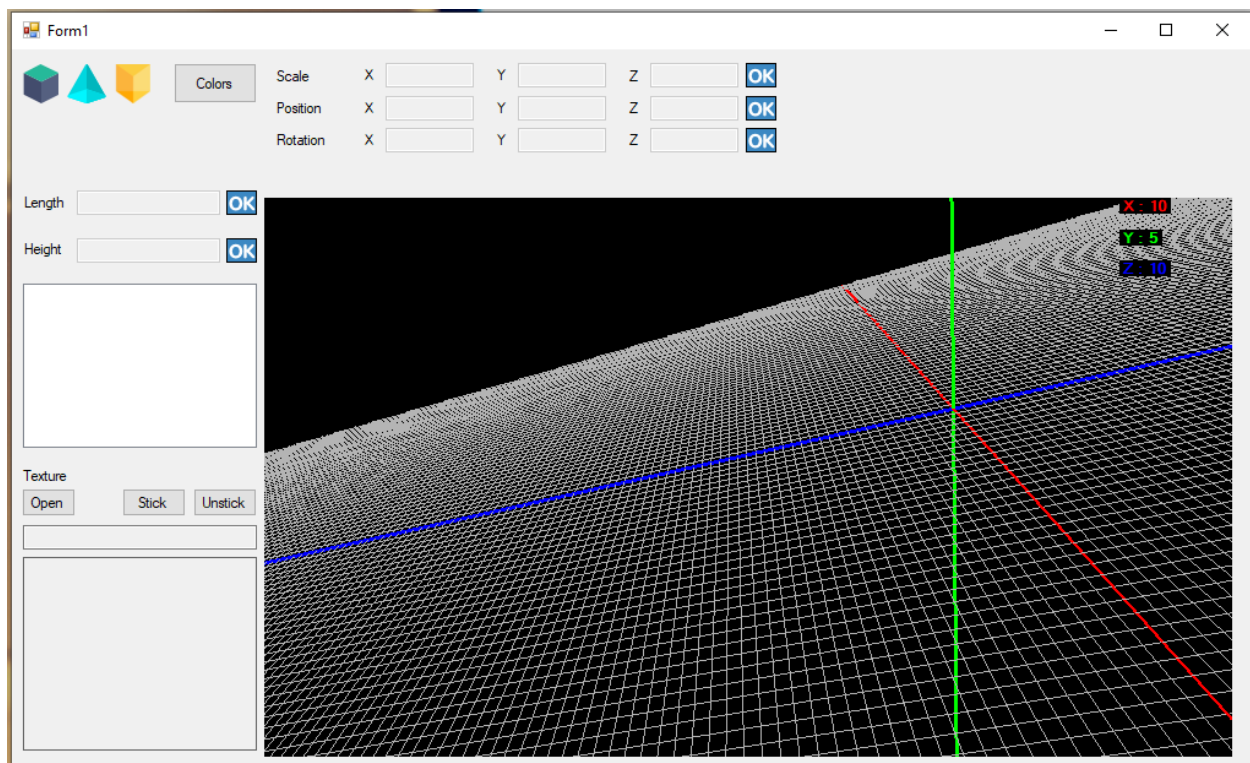 Form1
Colors
Scale X Y Z OK
Position X Y Z OK
Rotation X Y Z OK
Length OK
Height OK
X : 10
Y : 5
Z : 10
Texture
Open Stick Unstick